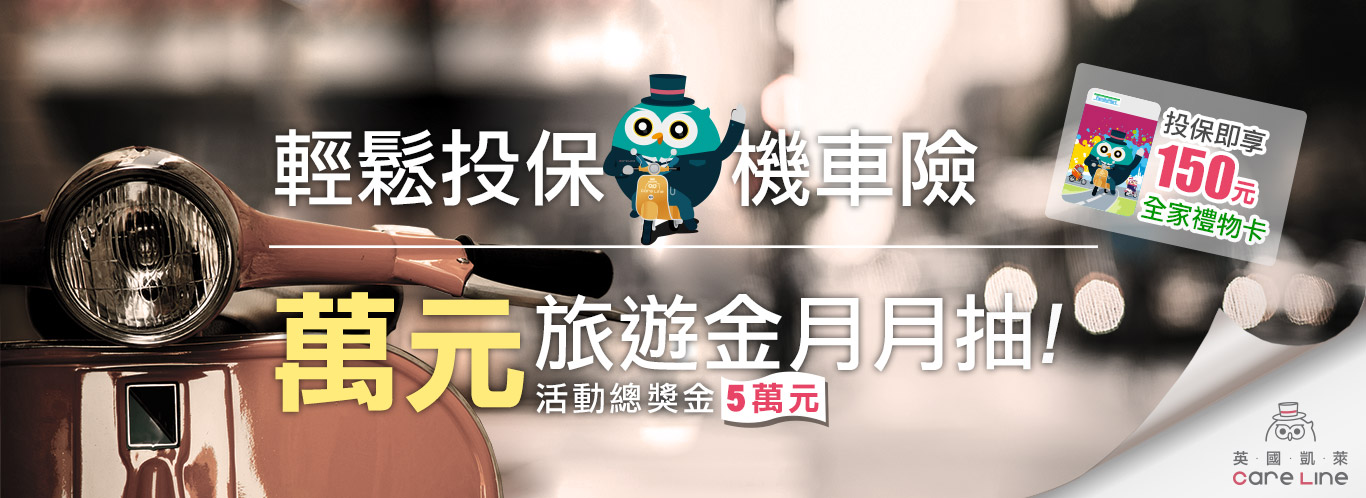 輕鬆投保機車險
投保即享
150元
全家禮物卡
萬元旅遊金月月抽!
活動總獎金5萬元
英·國·凱·萊
Care Line